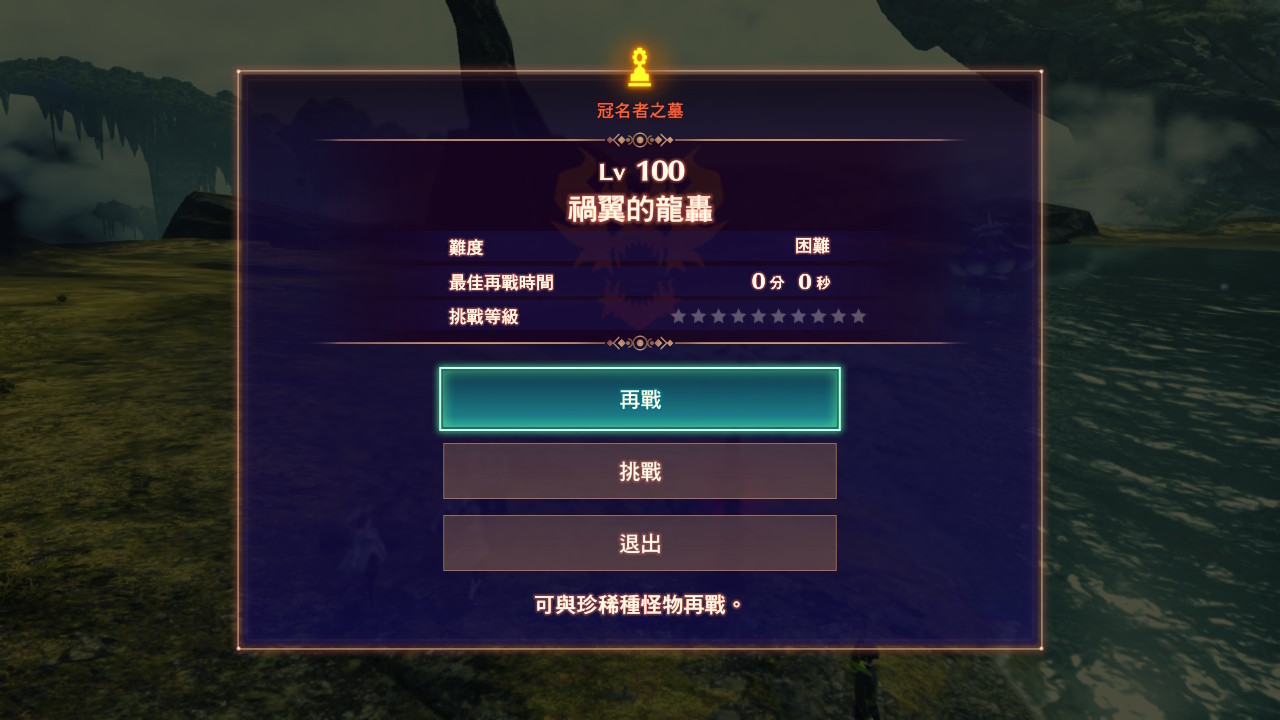 冠名者之墓
Lv 100
禍翼的龍轟
難度 困難
最佳再戰時間 0分 0秒
挑戰等級 ★★★★★★★★★★
再戰
挑戰
退出
可與珍稀種怪物再戰。